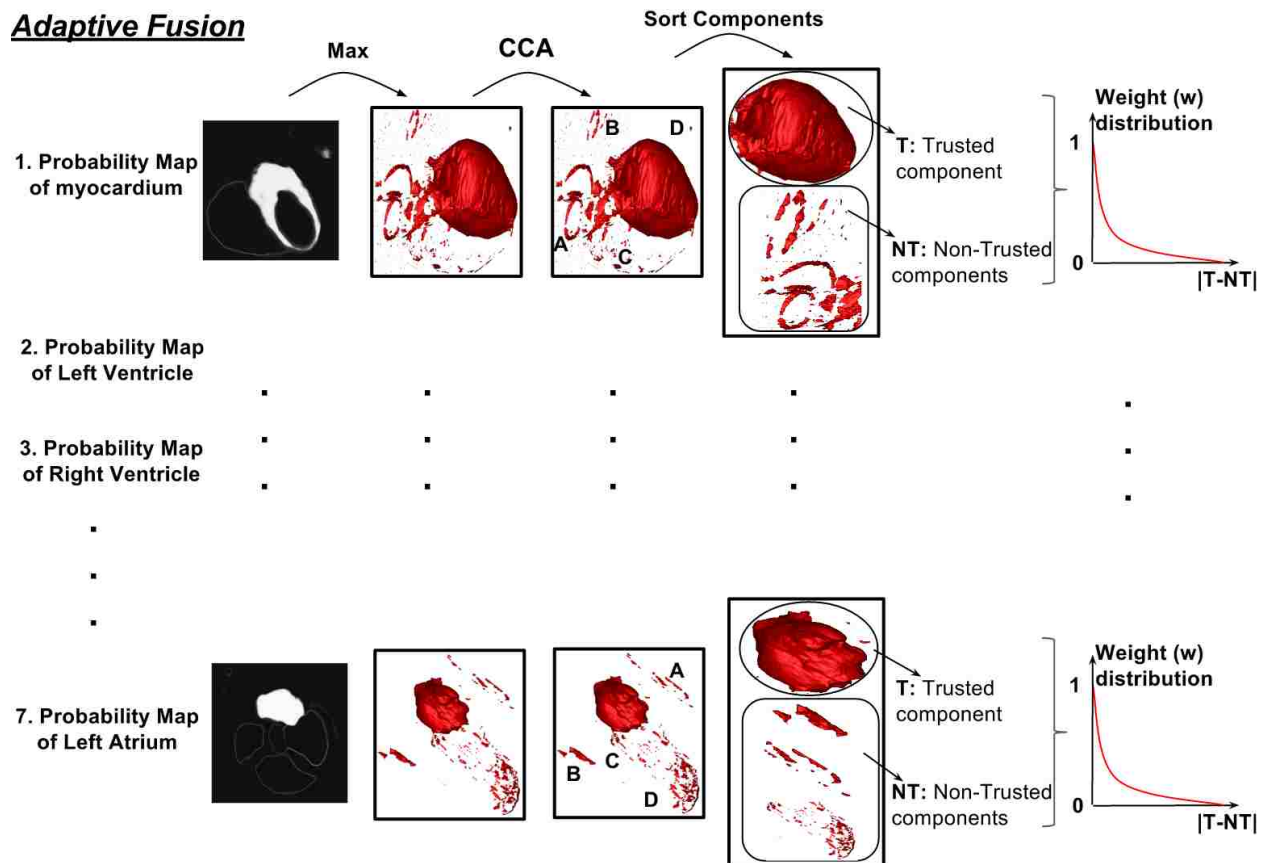 Adaptive Fusion
Max
CCA
Sort Components
1. Probability Map
of myocardium
B
D
A
C
T: Trusted
component
NT: Non-Trusted
components
Weight (w)
distribution
1
0
|T-NT|
2. Probability Map
of Left Ventricle
3. Probability Map
of Right Ventricle
7. Probability Map
of Left Atrium
A
B
C
D
T: Trusted
component
NT: Non-Trusted
components
Weight (w)
distribution
1
0
|T-NT|